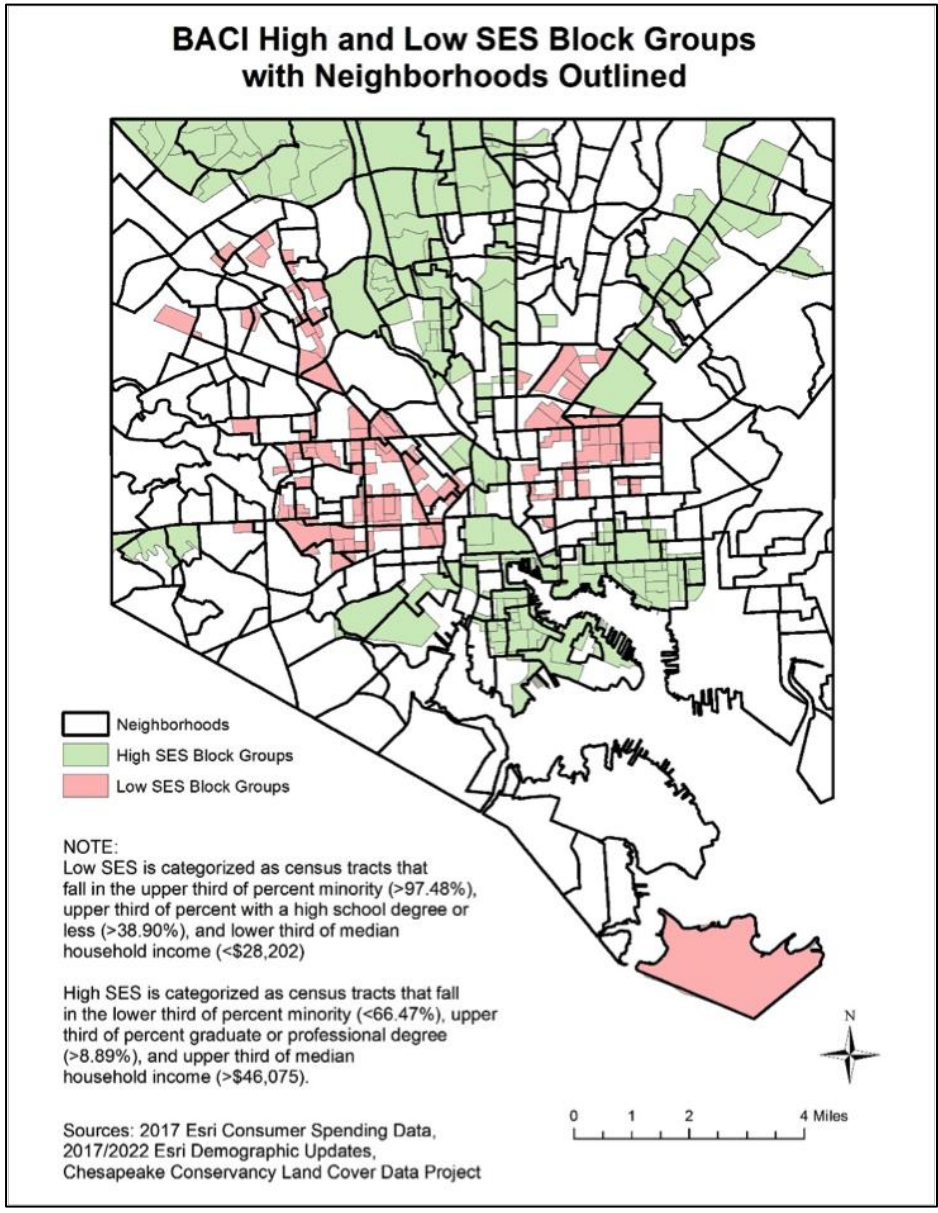 BACI High and Low SES Block Groups
with Neighborhoods Outlined
Neighborhoods
High SES Block Groups
Low SES Block Groups
NOTE:
Low SES is categorized as census tracts that
fall in the upper third of percent minority (>97.48%),
upper third of percent with a high school degree or
less (>38.90%), and lower third of median
household income (<$28,202)
High SES is categorized as census tracts that fall
in the lower third of percent minority (<66.47%), upper
third of percent graduate or professional degree
(>8.89%), and upper third of median
household income (>$46,075).
Sources: 2017 Esri Consumer Spending Data,
2017/2022 Esri Demographic Updates,
Chesapeake Conservancy Land Cover Data Project
N
0 1 2 4 Miles